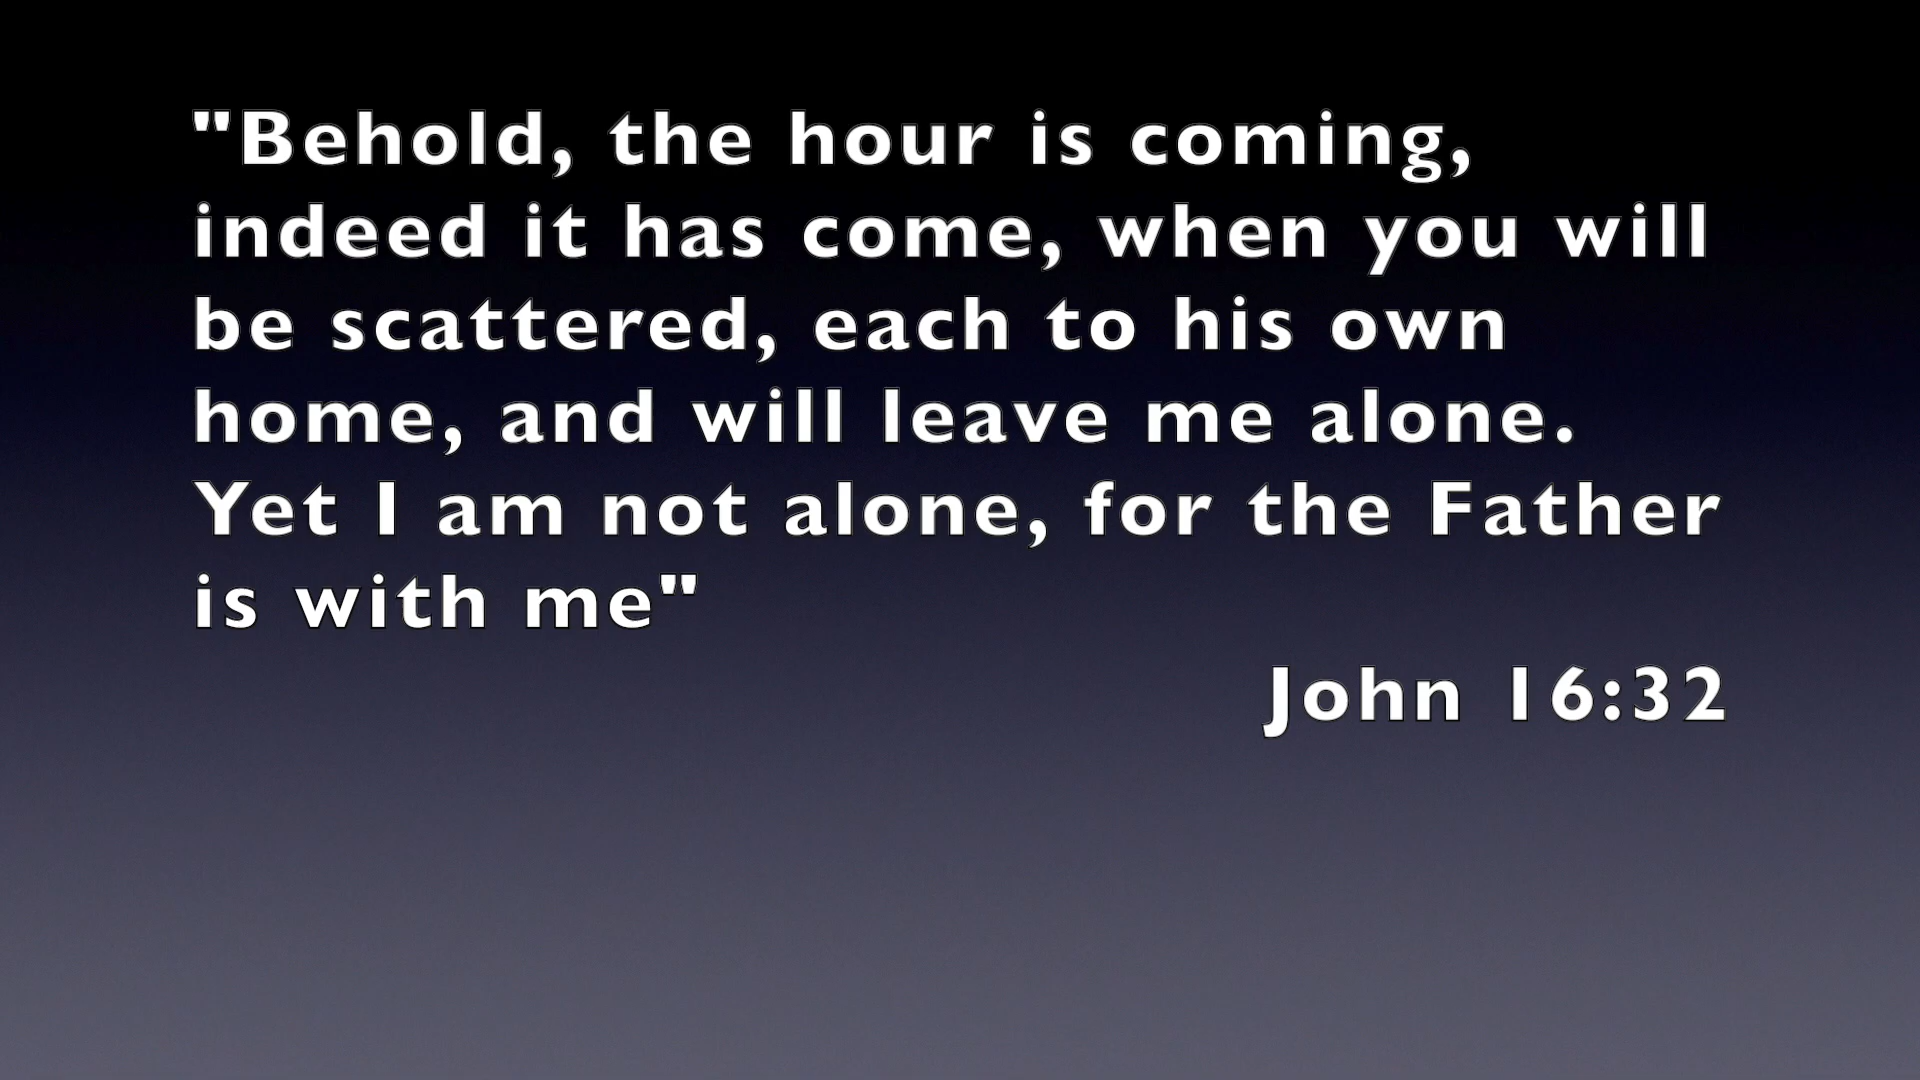 "Behold, the hour is coming,
indeed it has come, when you will
be scattered, each to his own
home, and will leave me alone.
Yet I am not alone, for the Father
is with me"
John 16:32